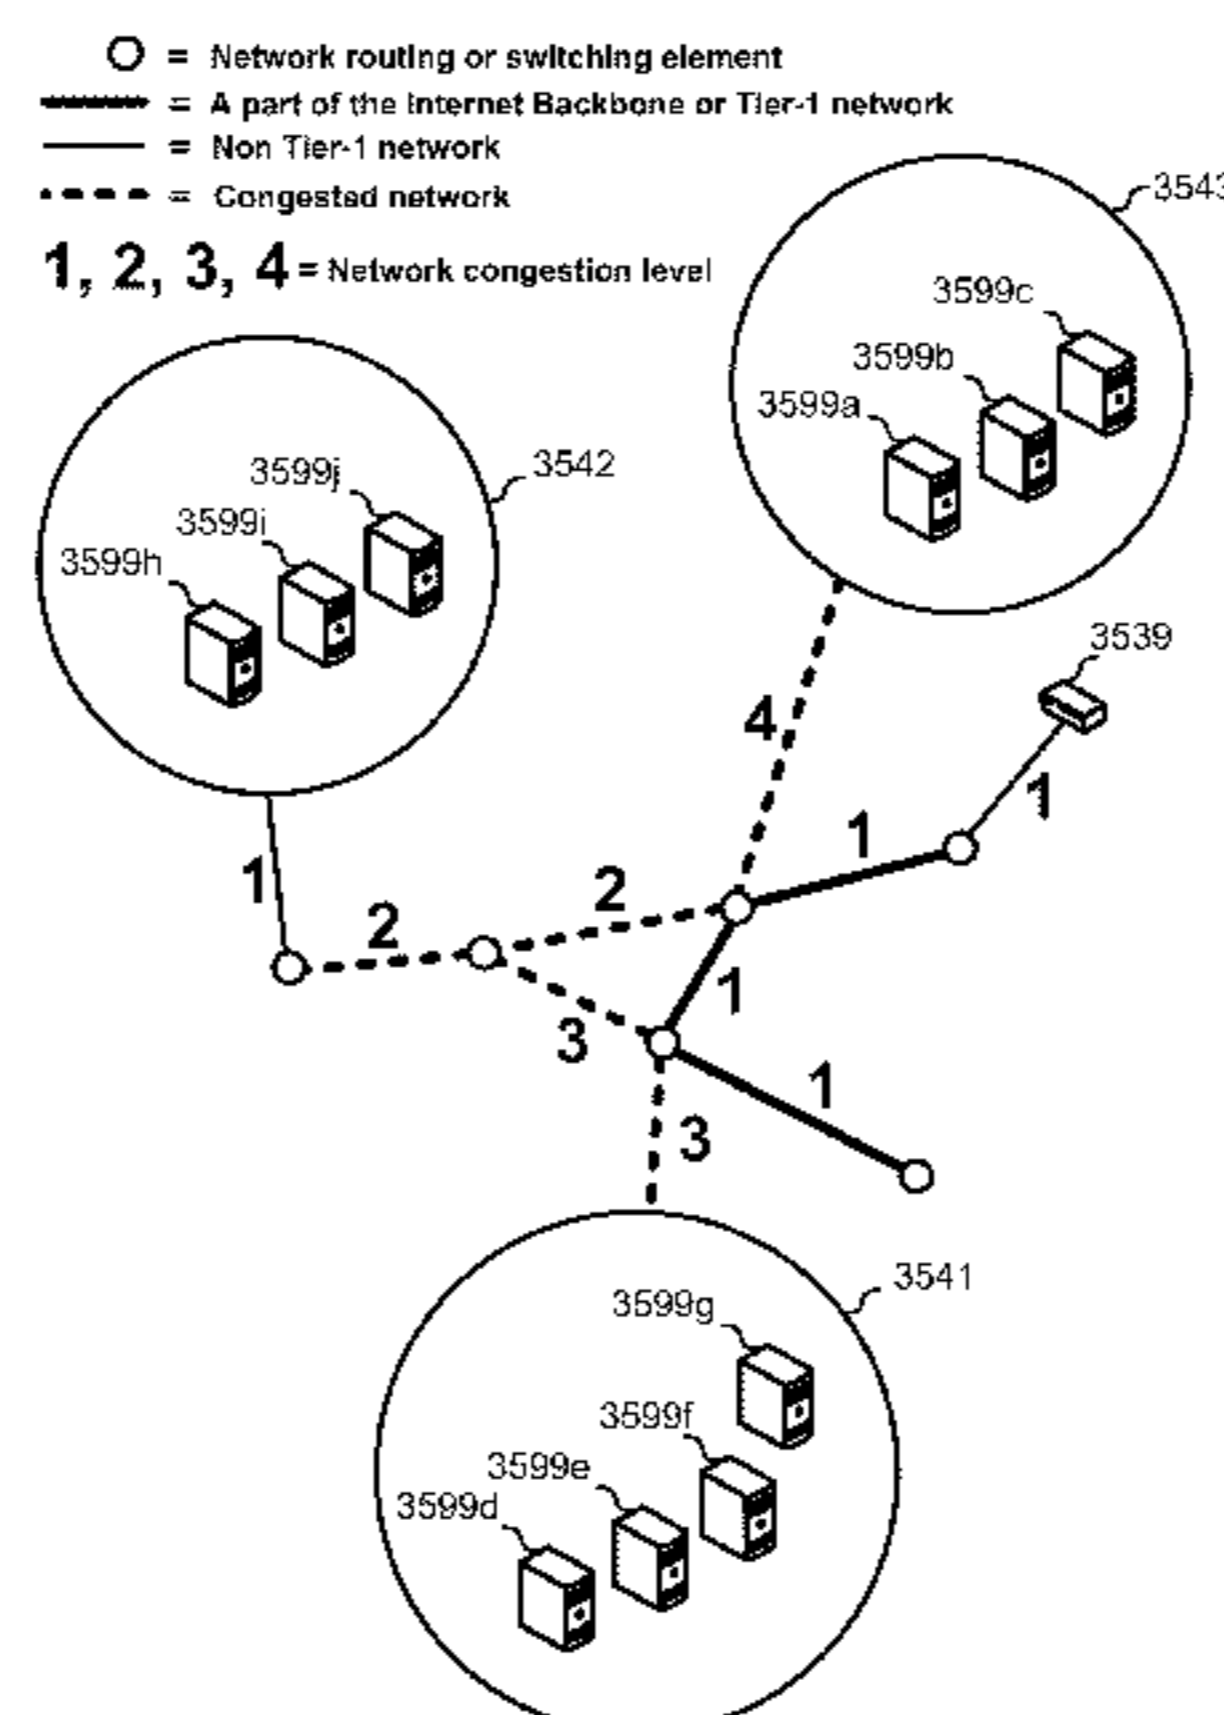 = Network routing or switching element
= A part of the Internet Backbone or Tier-1 network
= Non Tier-1 network
= Congested network
1, 2, 3, 4 = Network congestion level
3543
3599c
3599b
3599a
3542
3599j
3599i
3599h
3539
4
1
1
1
2
2
1
3
1
3
3541
3599g
3599f
3599e
3599d